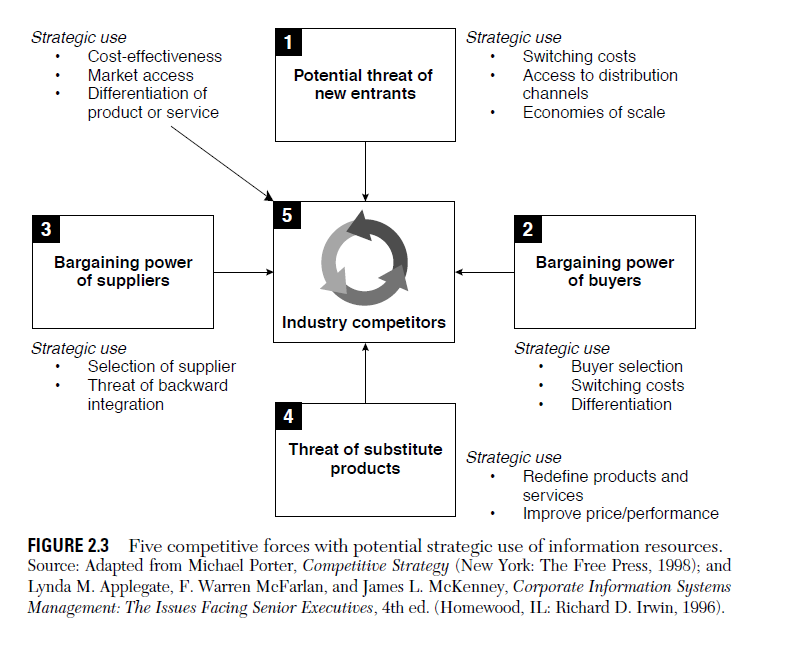 Strategic use
• Cost-effectiveness
• Market access
• Differentiation of
product or service
1
Potential threat of
new entrants
Strategic use
• Switching costs
• Access to distribution
channels
• Economies of scale
3
Bargaining power
of suppliers
5
Industry competitors
2
Bargaining power
of buyers
Strategic use
• Selection of supplier
• Threat of backward
integration
Strategic use
• Buyer selection
• Switching costs
• Differentiation
4
Threat of substitute
products
Strategic use
• Redefine products and
services
• Improve price/performance
FIGURE 2.3 Five competitive forces with potential strategic use of information resources.
Source: Adapted from Michael Porter, Competitive Strategy (New York: The Free Press, 1998); and
Lynda M. Applegate, F. Warren McFarlan, and James L. McKenney, Corporate Information Systems
Management: The Issues Facing Senior Executives, 4th ed. (Homewood, IL: Richard D. Irwin, 1996).